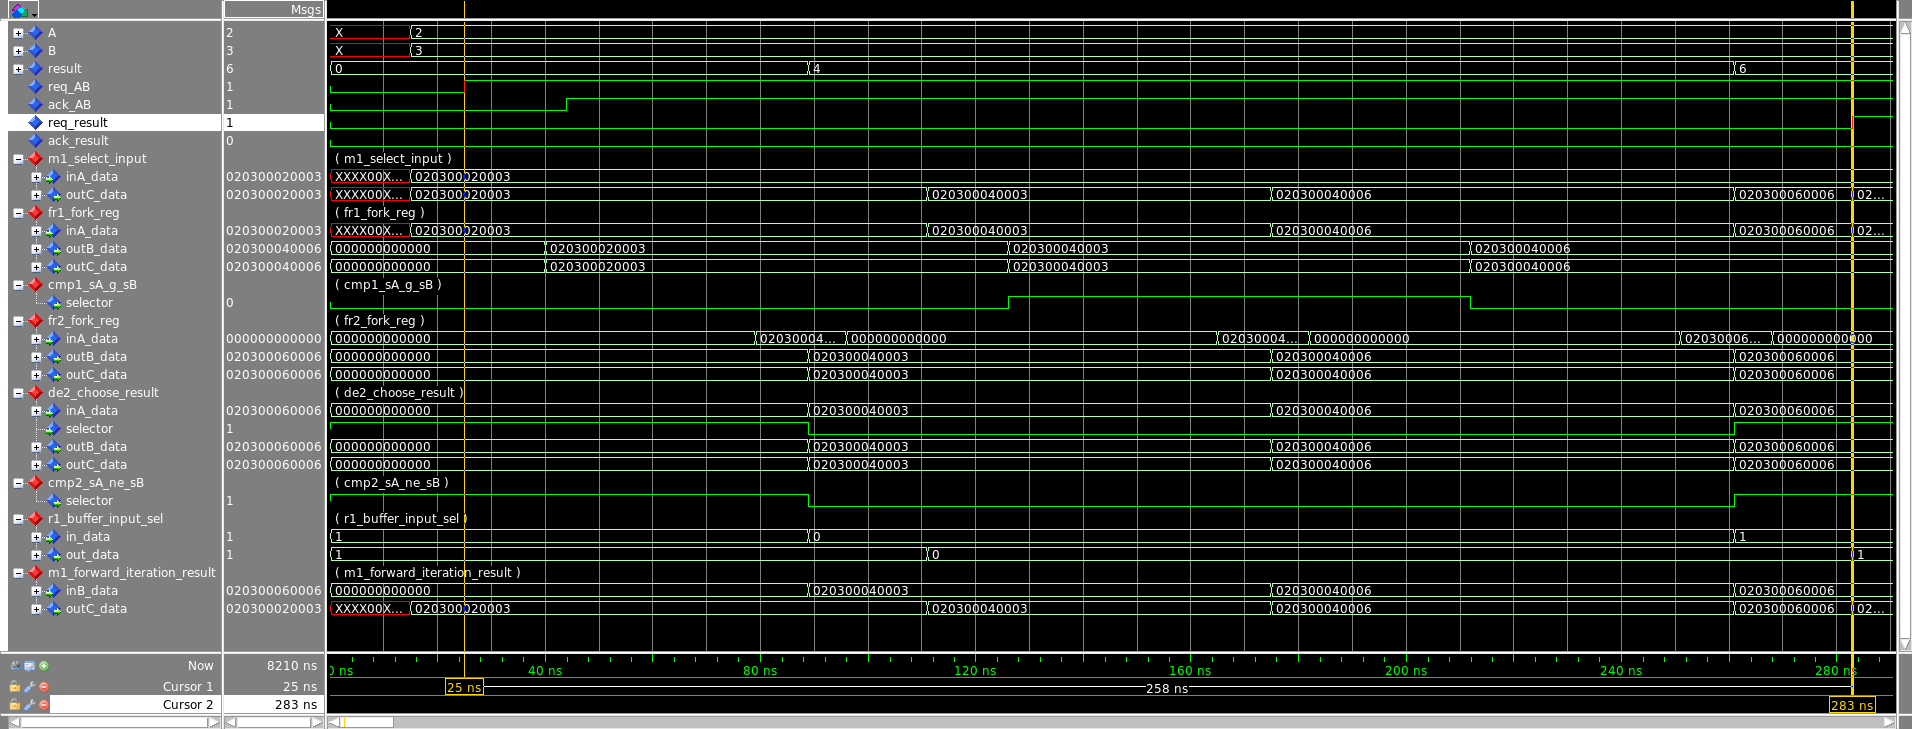 Msgs
A 2 X 2
B 3 X 3
result 6 0 4 6
req_AB 1
ack_AB 1
req_result 1
ack_result 0
m1_select_input ( m1_select_input )
inA_data 020300020003 XXXX00X... 020300020003
outC_data 020300020003 XXXX00X... 020300020003 020300040003 020300040006 020300060006 02...
fr1_fork_reg ( fr1_fork_reg )
inA_data 020300020003 XXXX00X... 020300020003 020300040003 020300040006 020300060006 02...
outB_data 020300040006 000000000000 020300020003 020300040003 020300040006
outC_data 020300040006 000000000000 020300020003 020300040003 020300040006
cmp1_sA_g_sB ( cmp1_sA_g_sB )
selector 0
fr2_fork_reg ( fr2_fork_reg )
inA_data 000000000000 000000000000 02030004... 000000000000 02030004... 000000000000 02030006... 000000000000
outB_data 020300060006 000000000000 020300040003 020300040006 020300060006
outC_data 020300060006 000000000000 020300040003 020300040006 020300060006
de2_choose_result ( de2_choose_result )
inA_data 020300060006 000000000000 020300040003 020300040006 020300060006
selector 1
outB_data 020300060006 000000000000 020300040003 020300040006 020300060006
outC_data 020300060006 000000000000 020300040003 020300040006 020300060006
cmp2_sA_ne_sB ( cmp2_sA_ne_sB )
selector 1
r1_buffer_input_sel ( r1_buffer_input_sel )
in_data 1 1 0 1
out_data 1 1 0 1
m1_forward_iteration_result ( m1_forward_iteration_result )
inB_data 020300060006 000000000000 020300040003 020300040006 020300060006
outC_data 020300020003 XXXX00X... 020300020003 020300040003 020300040006 020300060006 02...
Now 8210 ns 0 ns 40 ns 80 ns 120 ns 160 ns 200 ns 240 ns 280 ns
Cursor 1 25 ns 25 ns 258 ns
Cursor 2 283 ns 283 ns